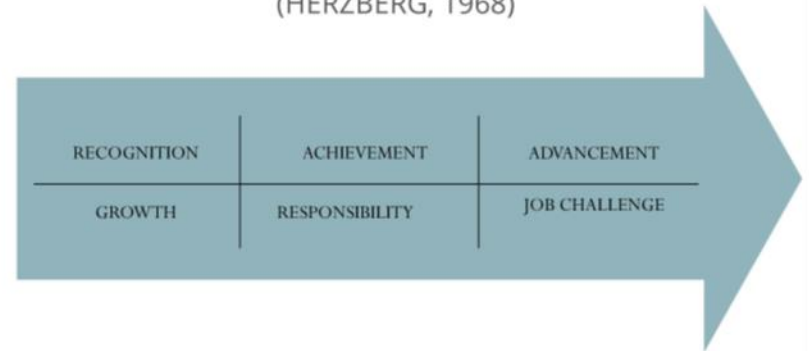 (HERZBERG, 1968)
RECOGNITION ACHIEVEMENT ADVANCEMENT
GROWTH RESPONSIBILITY JOB CHALLENGE